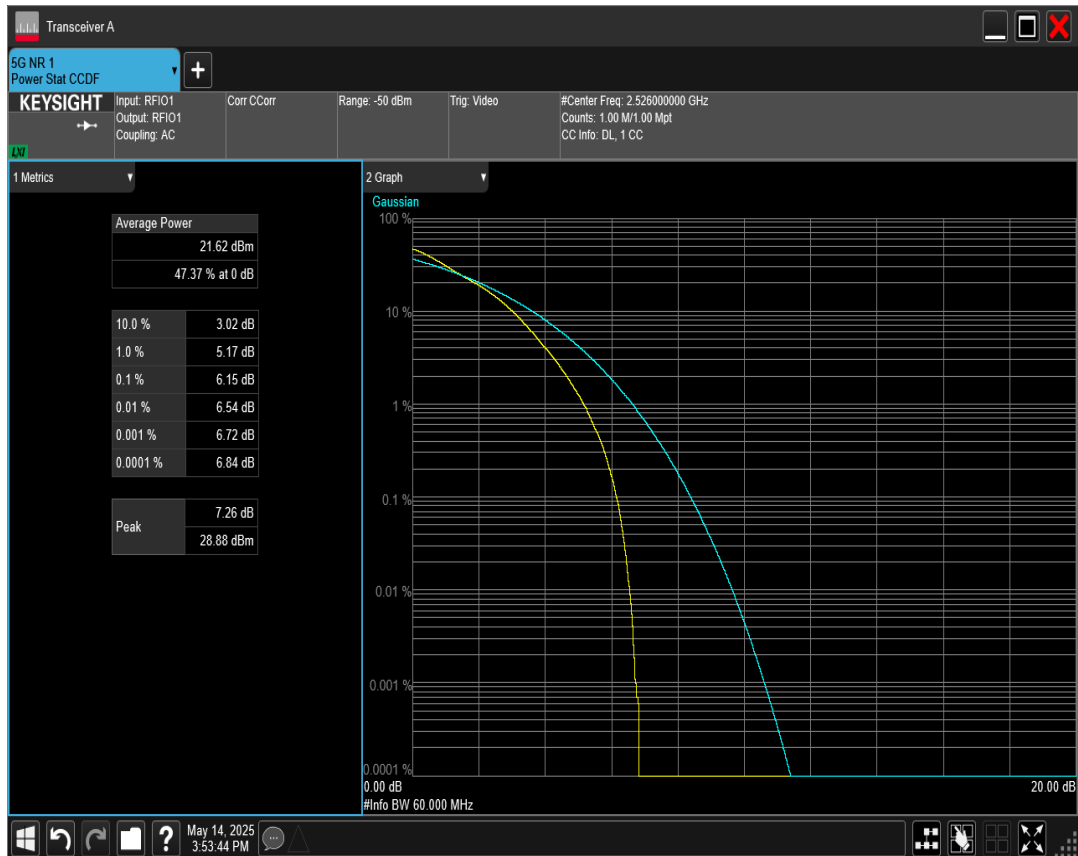 Transceiver A
5G NR 1
Power Stat CCDF
+
KEYSIGHT
LXI
Input: RFIO1
Output: RFIO1
Coupling: AC
Corr CCorr
Range: -50 dBm
Trig: Video
#Center Freq: 2.526000000 GHz
Counts: 1.00 M/1.00 Mpt
CC Info: DL, 1 CC
1 Metrics
Average Power
21.62 dBm
47.37 % at 0 dB
10.0 % 3.02 dB
1.0 % 5.17 dB
0.1 % 6.15 dB
0.01 % 6.54 dB
0.001 % 6.72 dB
0.0001 % 6.84 dB
Peak
7.26 dB
28.88 dBm
2 Graph
Gaussian
100 %
10 %
1 %
0.1 %
0.01 %
0.001 %
0.0001 %
0.00 dB 20.00 dB
#Info BW 60.000 MHz
?
May 14, 2025
3:53:44 PM